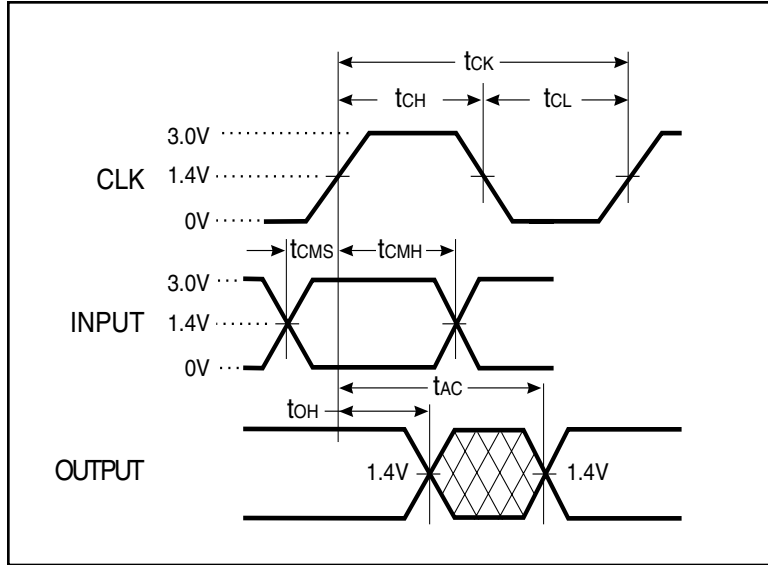 tCK
tCH tCL
3.0V
CLK 1.4V
0V
tCMS tCMH
3.0V
INPUT 1.4V
0V
tAC
tOH
OUTPUT 1.4V 1.4V